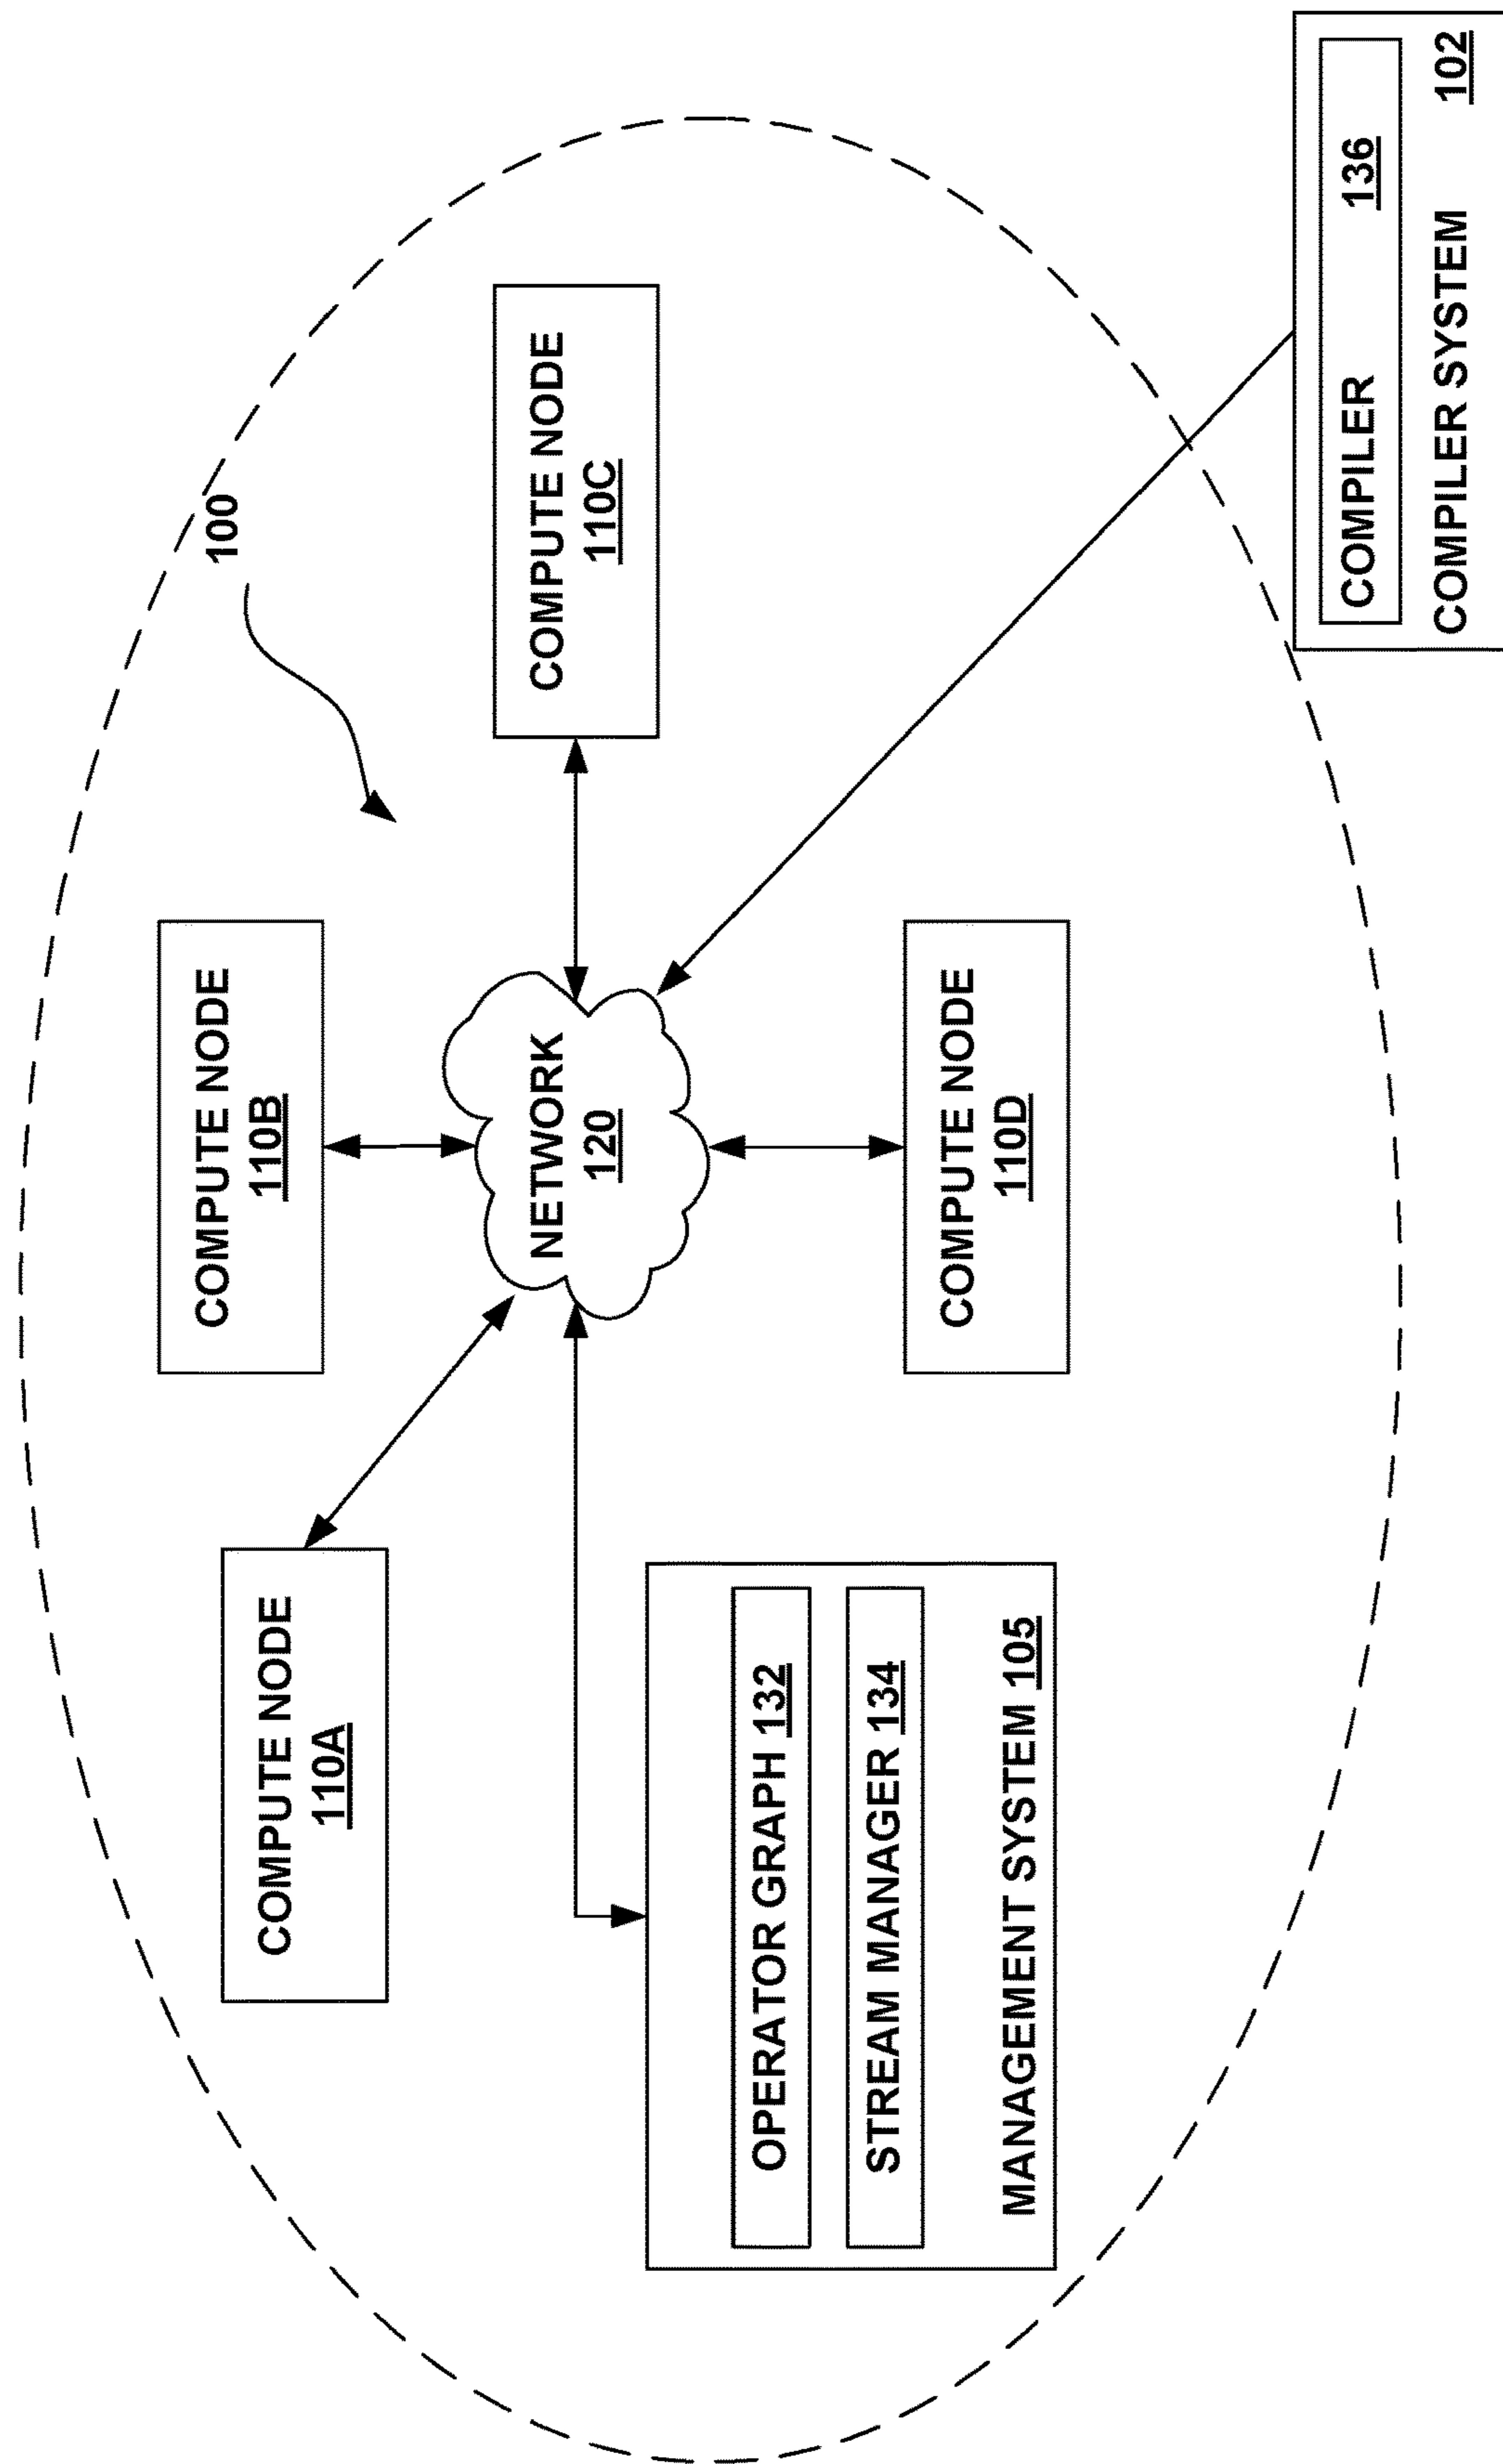 100
COMPUTE NODE
110A
COMPUTE NODE
110B
COMPUTE NODE
110C
NETWORK
120
OPERATOR GRAPH 132
STREAM MANAGER 134
MANAGEMENT SYSTEM 105
COMPUTE NODE
110D
COMPILER 136
COMPILER SYSTEM 102